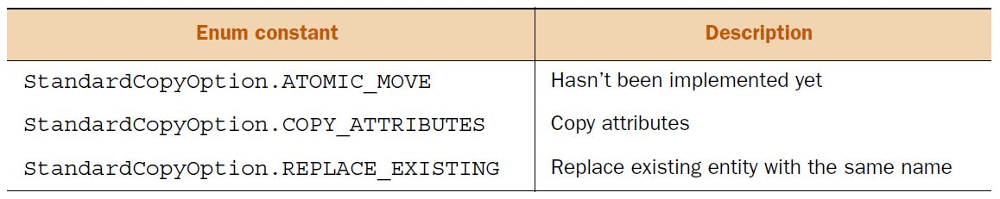 Enum constant Description
StandardCopyOption.ATOMIC_MOVE Hasn't been implemented yet
StandardCopyOption.COPY_ATTRIBUTES Copy attributes
StandardCopyOption.REPLACE_EXISTING Replace existing entity with the same name